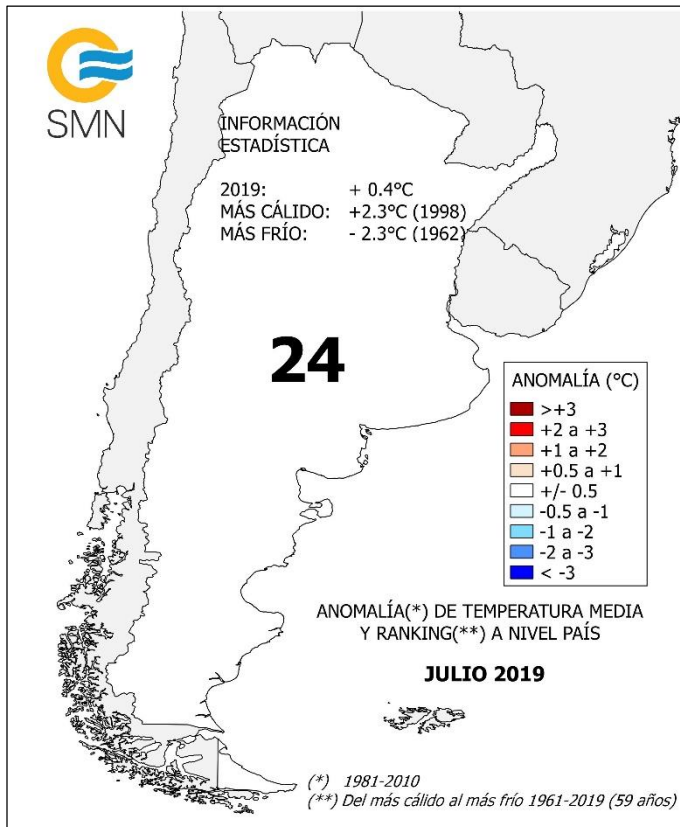 SMN
INFORMACIÓN
ESTADÍSTICA
2019: + 0.4°C
MÁS CÁLIDO: +2.3°C (1998)
MÁS FRÍO: - 2.3°C (1962)
24
ANOMALÍA (°C)
>+3
+2 a +3
+1 a +2
+0.5 a +1
+/- 0.5
-0.5 a -1
-1 a -2
-2 a -3
< -3
ANOMALÍA(*) DE TEMPERATURA MEDIA
Y RANKING(**) A NIVEL PAÍS
JULIO 2019
(*) 1981-2010
(**) Del más cálido al más frío 1961-2019 (59 años)